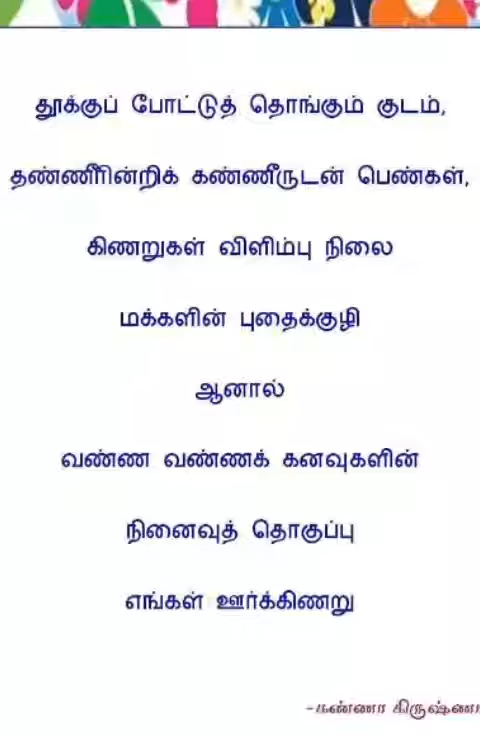 தூக்குப் போட்டுத் தொங்கும் குடம்,
தண்ணீரின்றிக் கண்ணீருடன் பெண்கள்,
கிணறுகள் விளிம்பு நிலை
மக்களின் புதைக்குழி
ஆனால்
வண்ண வண்ணக் கனவுகளின்
நினைவுத் தொகுப்பு
எங்கள் ஊர்க்கிணறு
-கண்ணா கிருஷ்ணா